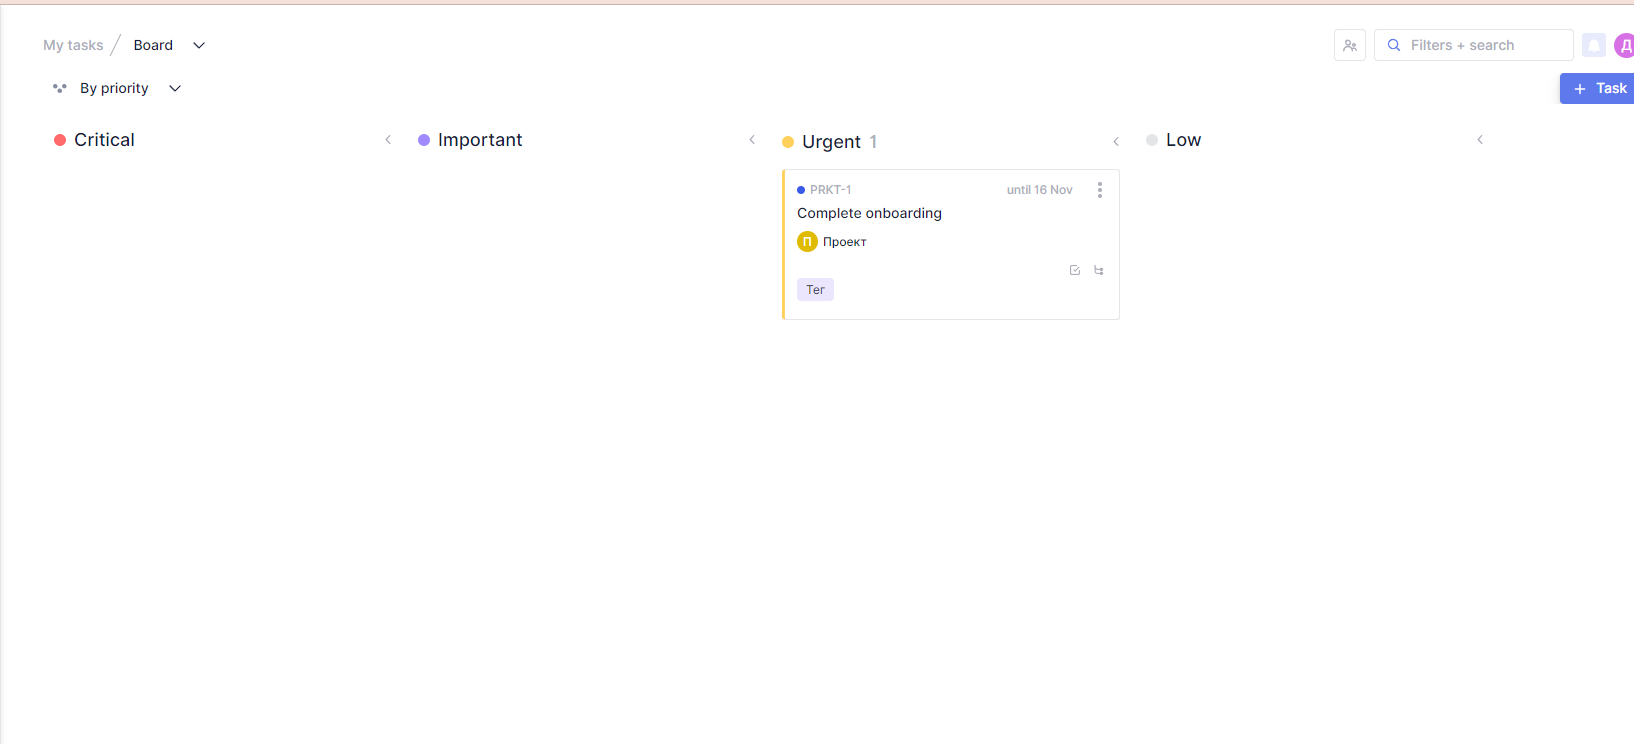 My tasks / Board
Filters + search
Д
By priority
+ Task
Critical
Important
Urgent 1
Low
PRKT-1 until 16 Nov
Complete onboarding
П Проект
Тег